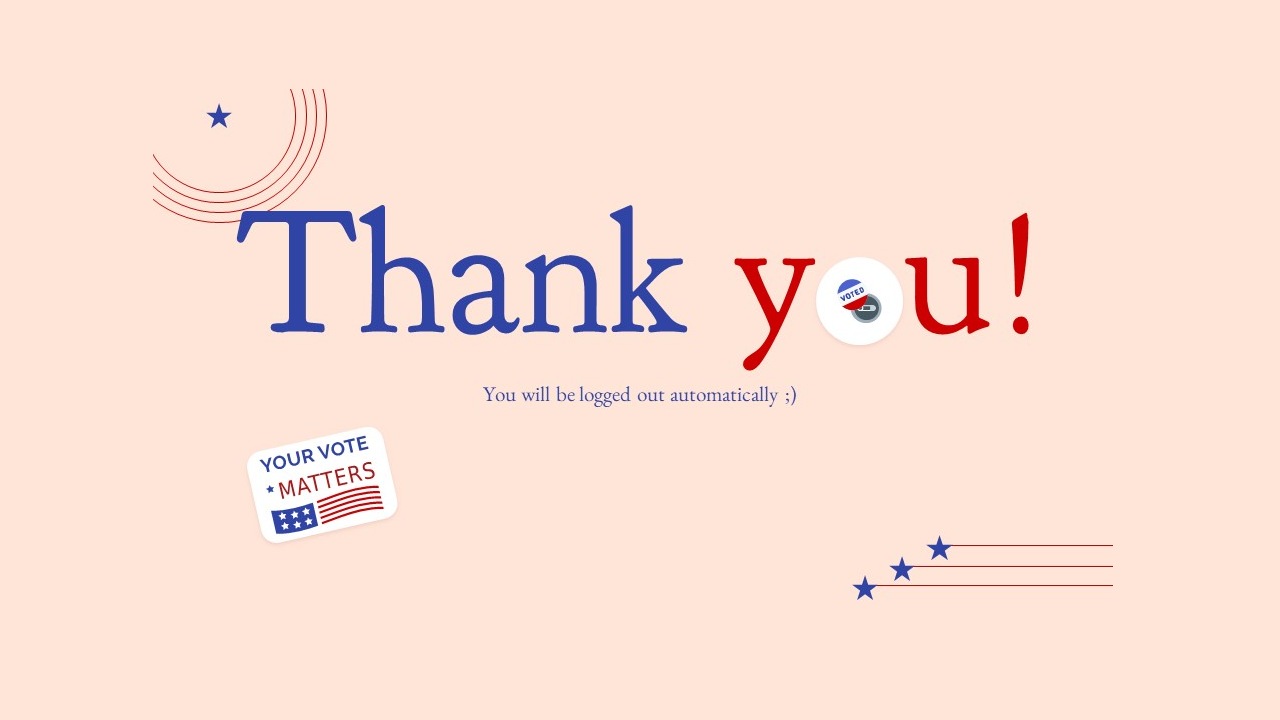 Thank you!
VOTED
You will be logged out automatically ;)
YOUR VOTE
MATTERS